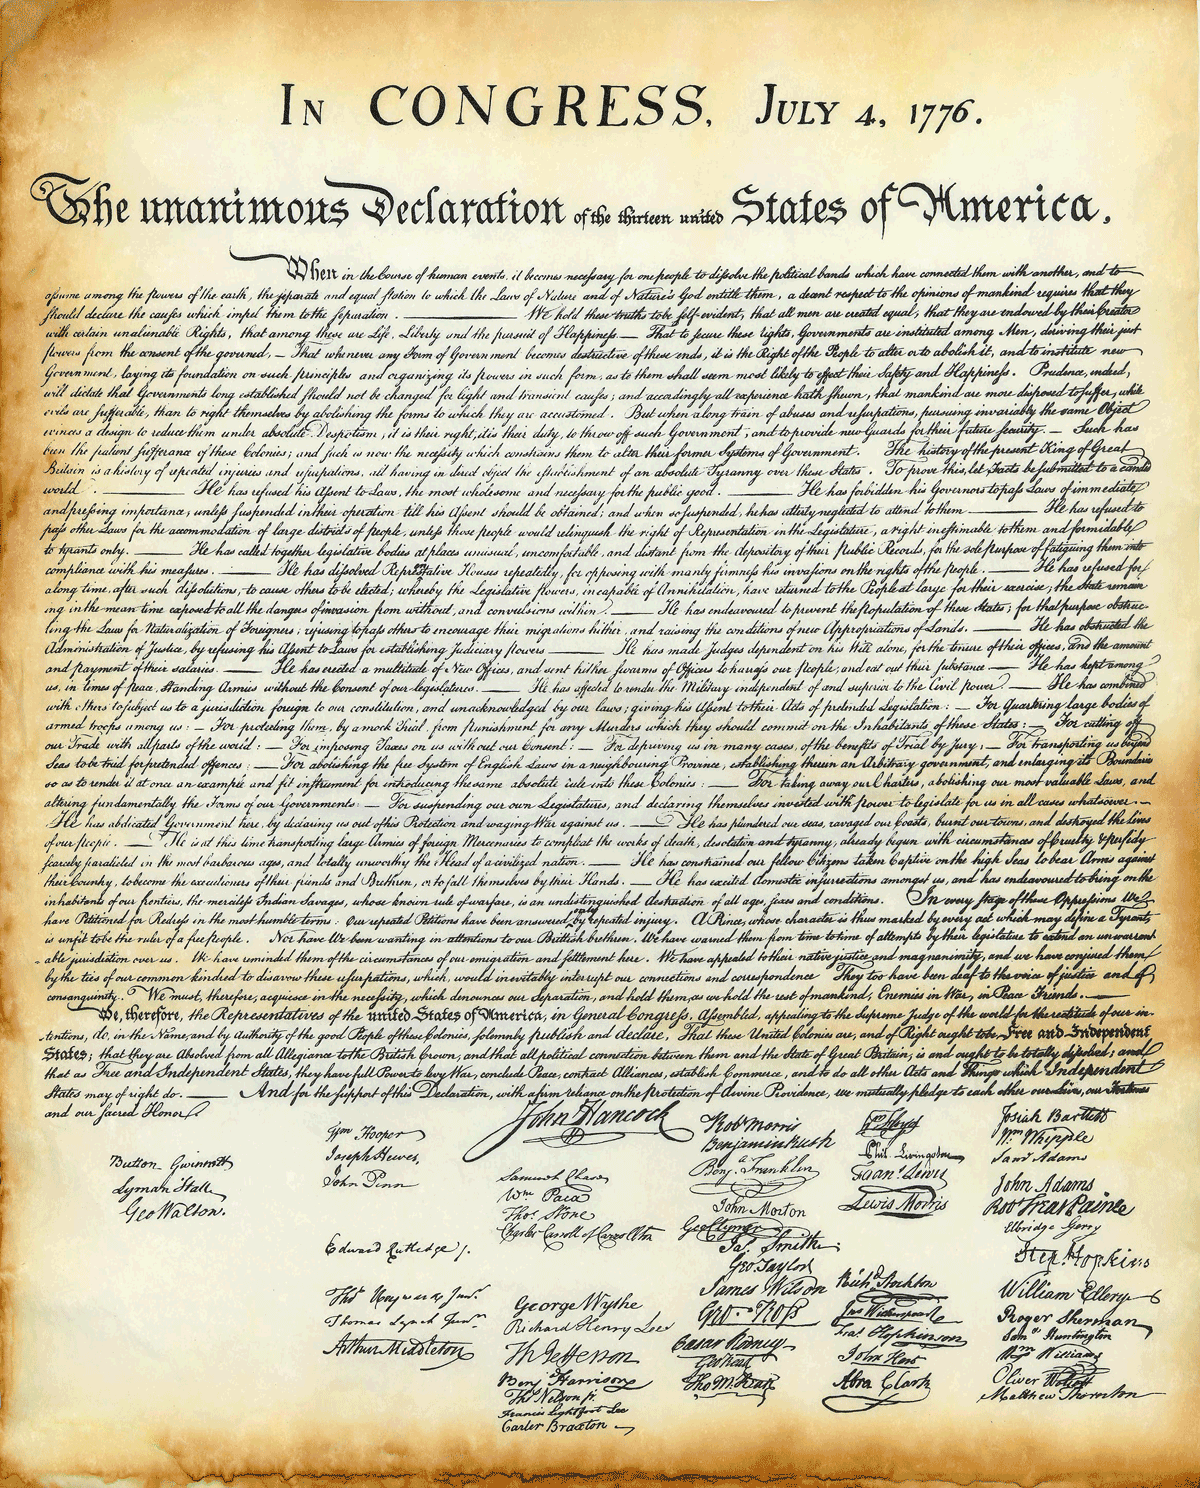 In CONGRESS, July 4, 1776.
The unanimous Declaration of the thirteen united States of America.
When in the Course of human events, it becomes necessary for one people to dissolve the political bands which have connected them with another, and to
assume among the powers of the earth, the separate and equal station to which the Laws of Nature and of Nature's God entitle them, a decent respect to the opinions of mankind requires that they
should declare the causes which impel them to the separation. — We hold these truths to be self-evident, that all men are created equal, that they are endowed by their Creator
with certain unalienable Rights, that among these are Life, Liberty and the pursuit of Happiness. — That to secure these rights, Governments are instituted among Men, deriving their just
powers from the consent of the governed, — That whenever any Form of Government becomes destructive of these ends, it is the Right of the People to alter or to abolish it, and to institute new
Government, laying its foundation on such principles and organizing its powers in such form, as to them shall seem most likely to effect their Safety and Happiness. Prudence, indeed,
will dictate that Governments long established should not be changed for light and transient causes; and accordingly all experience hath shewn, that mankind are more disposed to suffer, while
evils are sufferable, than to right themselves by abolishing the forms to which they are accustomed. But when a long train of abuses and usurpations, pursuing invariably the same Object
evinces a design to reduce them under absolute Despotism, it is their right, it is their duty, to throw off such Government, and to provide new Guards for their future security. — Such has
been the patient sufferance of these Colonies; and such is now the necessity which constrains them to alter their former Systems of Government. The history of the present King of Great
Britain is a history of repeated injuries and usurpations, all having in direct object the establishment of an absolute Tyranny over these States. To prove this, let Facts be submitted to a candid
world. — He has refused his Assent to Laws, the most wholesome and necessary for the public good. — He has forbidden his Governors to pass Laws of immediate
and pressing importance, unless suspended in their operation till his Assent should be obtained; and when so suspended, he has utterly neglected to attend to them. — He has refused to
pass other Laws for the accommodation of large districts of people, unless those people would relinquish the right of Representation in the Legislature, a right inestimable to them and formidable
to tyrants only. — He has called together legislative bodies at places unusual, uncomfortable, and distant from the depository of their Public Records, for the sole purpose of fatiguing them into
compliance with his measures. — He has dissolved Representative Houses repeatedly, for opposing with manly firmness his invasions on the rights of the people. — He has refused for
a long time, after such dissolutions, to cause others to be elected; whereby the Legislative powers, incapable of Annihilation, have returned to the People at large for their exercise; the State remain
ing in the mean time exposed to all the dangers of invasion from without, and convulsions within. — He has endeavoured to prevent the population of these States; for that purpose obstruc-
ting the Laws for Naturalization of Foreigners; refusing to pass others to encourage their migrations hither, and raising the conditions of new Appropriations of Lands. — He has obstructed the
Administration of Justice, by refusing his Assent to Laws for establishing Judiciary powers — He has made Judges dependent on his Will alone, for the tenure of their offices, and the amount
and payment of their salaries. — He has erected a multitude of New Offices, and sent hither swarms of Officers to harrass our people, and eat out their substance. — He has kept among
us, in times of peace, Standing Armies without the Consent of our legislatures. — He has affected to render the Military independent of and superior to the Civil power. — He has combined
with others to subject us to a jurisdiction foreign to our constitution, and unacknowledged by our laws; giving his Assent to their Acts of pretended Legislation: — For Quartering large bodies of
armed troops among us: — For protecting them, by a mock Trial, from punishment for any Murders which they should commit on the Inhabitants of these States: — For cutting off
our Trade with all parts of the world: — For imposing Taxes on us without our Consent: — For depriving us in many cases, of the benefits of Trial by Jury; — For transporting us beyond
Seas to be tried for pretended offences: — For abolishing the free System of English Laws in a neighbouring Province, establishing therein an Arbitrary government, and enlarging its Boundaries
so as to render it at once an example and fit instrument for introducing the same absolute rule into these Colonies: — For taking away our Charters, abolishing our most valuable Laws, and
altering fundamentally the Forms of our Governments: — For suspending our own Legislatures, and declaring themselves invested with power to legislate for us in all cases whatsoever. —
He has abdicated Government here, by declaring us out of his Protection and waging War against us. — He has plundered our seas, ravaged our Coasts, burnt our towns, and destroyed the lives
of our people. — He is at this time transporting large Armies of foreign Mercenaries to compleat the works of death, desolation and tyranny, already begun with circumstances of Cruelty & perfidy
scarcely paralleled in the most barbarous ages, and totally unworthy the Head of a civilized nation. — He has constrained our fellow Citizens taken Captive on the high Seas to bear Arms against
their Country, to become the executioners of their friends and Brethren, or to fall themselves by their Hands. — He has excited domestic insurrections amongst us, and has endeavoured to bring on the
inhabitants of our frontiers, the merciless Indian Savages, whose known rule of warfare, is an undistinguished destruction of all ages, sexes and conditions. In every stage of these Oppressions We
have Petitioned for Redress in the most humble terms: Our repeated Petitions have been answered only by repeated injury. A Prince, whose character is thus marked by every act which may define a Tyrant,
is unfit to be the ruler of a free people. Nor have We been wanting in attentions to our Brittish brethren. We have warned them from time to time of attempts by their legislature to extend an unwarrant
able jurisdiction over us. We have reminded them of the circumstances of our emigration and settlement here. We have appealed to their native justice and magnanimity, and we have conjured them
by the ties of our common kindred to disavow these usurpations, which, would inevitably interrupt our connections and correspondence They too have been deaf to the voice of justice and of
consanguinity. We must, therefore, acquiesce in the necessity, which denounces our Separation, and hold them, as we hold the rest of mankind, Enemies in War, in Peace Friends. —
We, therefore, the Representatives of the united States of America, in General Congress, Assembled, appealing to the Supreme Judge of the world for the rectitude of our in-
tentions, do, in the Name, and by Authority of the good People of these Colonies, solemnly publish and declare, That these United Colonies are, and of Right ought to be Free and Independent
States; that they are Absolved from all Allegiance to the British Crown, and that all political connection between them and the State of Great Britain, is and ought to be totally dissolved; and
that as Free and Independent States, they have full Power to levy War, conclude Peace, contract Alliances, establish Commerce, and to do all other Acts and Things which Independent
States may of right do. — And for the support of this Declaration, with a firm reliance on the protection of divine Providence, we mutually pledge to each other our Lives, our Fortunes
and our sacred Honor.
Button Gwinnett
Lyman Hall
Geo Walton.
Wm Hooper
Joseph Hewes,
John Penn
Edward Rutledge /.
Thos Heyward Junr.
Thomas Lynch Junr.
Arthur Middleton
John Hancock
Samuel Chase
Wm Paca
Thos Stone
Charles Carroll of Carrollton
George Wythe
Richard Henry Lee
Th Jefferson
Benj Harrison
Thos Nelson jr.
Francis Lightfoot Lee
Carter Braxton
Robt Morris
Benjamin Rush
Benj. Franklin
John Morton
Geo Clymer
Jas. Smith
Geo. Taylor
James Wilson
Geo. Ross
Caesar Rodney
Geo Read
Tho M:Kean
Wm Floyd
Phil. Livingston
Frans. Lewis
Lewis Morris
Richd. Stockton
Jno Witherspoon
Fras. Hopkinson
John Hart
Abra Clark
Josiah Bartlett
Wm Whipple
Saml Adams
John Adams
Robt Treat Paine
Elbridge Gerry
Step. Hopkins
William Ellery
Roger Sherman
Saml Huntington
Wm Williams
Oliver Wolcott
Matthew Thornton